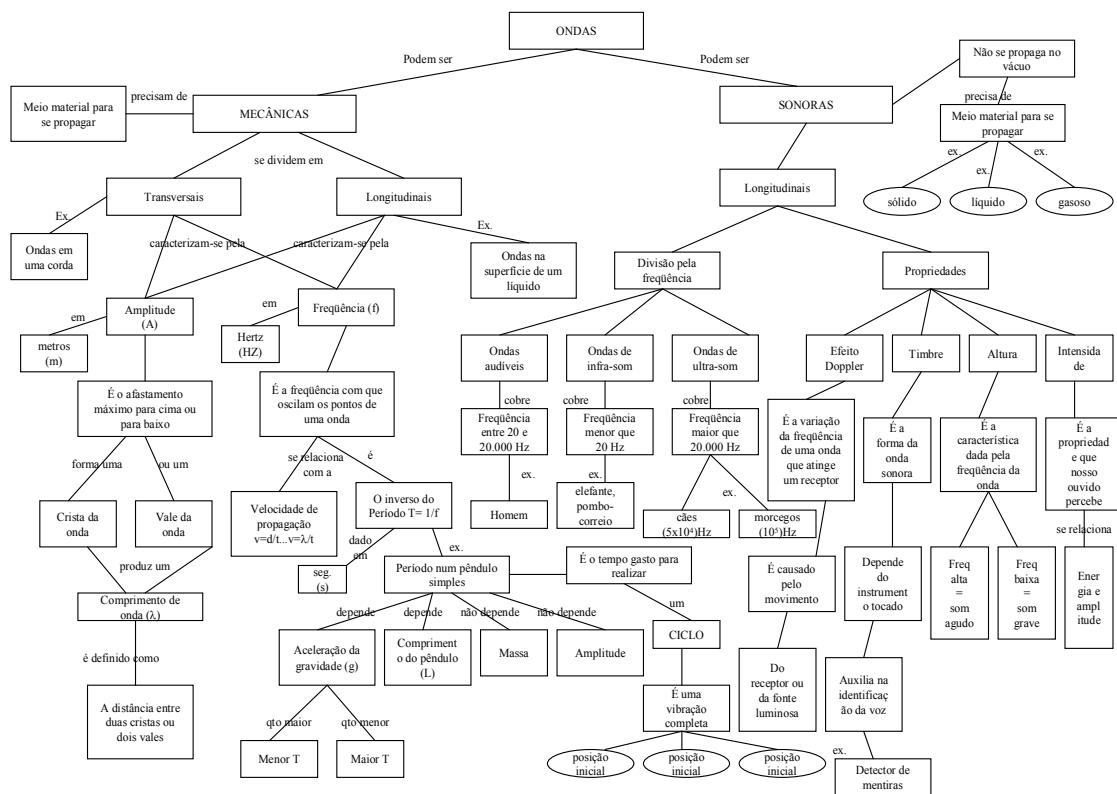 ONDAS
Podem ser
Podem ser
Não se propaga no
vácuo
precisam de
Meio material para
se propagar
MECÂNICAS
SONORAS
precisa de
Meio material para se
propagar
se dividem em
ex.
ex.
ex.
Transversais
Longitudinais
Longitudinais
sólido
líquido
gasoso
Ex.
Ex.
Ondas em
uma corda
caracterizam-se pela
caracterizam-se pela
Ondas na
superfície de um
líquido
Divisão pela
freqüência
Propriedades
em
Amplitude
(A)
em
Freqüência (f)
metros
(m)
Hertz
(HZ)
Ondas
audíveis
Ondas de
infra-som
Ondas de
ultra-som
Efeito
Doppler
Timbre
Altura
Intensida
de
É o afastamento
máximo para cima ou
para baixo
É a freqüência com que
oscilam os pontos de
uma onda
cobre
cobre
cobre
Freqüência
entre 20 e
20.000 Hz
Freqüência
menor que
20 Hz
Freqüência
maior que
20.000 Hz
É a variação
da freqüência
de uma onda
que atinge
um receptor
É a
forma da
onda
sonora
É a
característica
dada pela
freqüência da
onda
É a
propriedad
e que
nosso
ouvido
percebe
forma uma
ou um
se relaciona
com a
é
ex.
ex.
ex.
Crista da
onda
Vale da
onda
Velocidade de
propagação
v=d/t...v=λ/t
O inverso do
Período T= 1/f
Homem
elefante,
pombo-
correio
cães
(5x10⁴)Hz
morcegos
(10⁵)Hz
se relaciona
produz um
dado
em
ex.
seg.
(s)
Período num pêndulo
simples
É o tempo gasto para
realizar
É causado
pelo
movimento
Depende
do
instrument
o tocado
Freq
alta
=
som
agudo
Freq
baixa
=
som
grave
Ener
gia e
ampl
itude
Comprimento de
onda (λ)
depende
depende
não depende
não depende
um
Aceleração da
gravidade (g)
Compriment
o do pêndulo
(L)
Massa
Amplitude
CICLO
é definido como
A distância entre
duas cristas ou
dois vales
qto maior
qto menor
É uma
vibração
completa
Do
receptor ou
da fonte
luminosa
Auxilia na
identificaç
ão da voz
Menor T
Maior T
posição
inicial
posição
inicial
posição
inicial
ex.
Detector de
mentiras